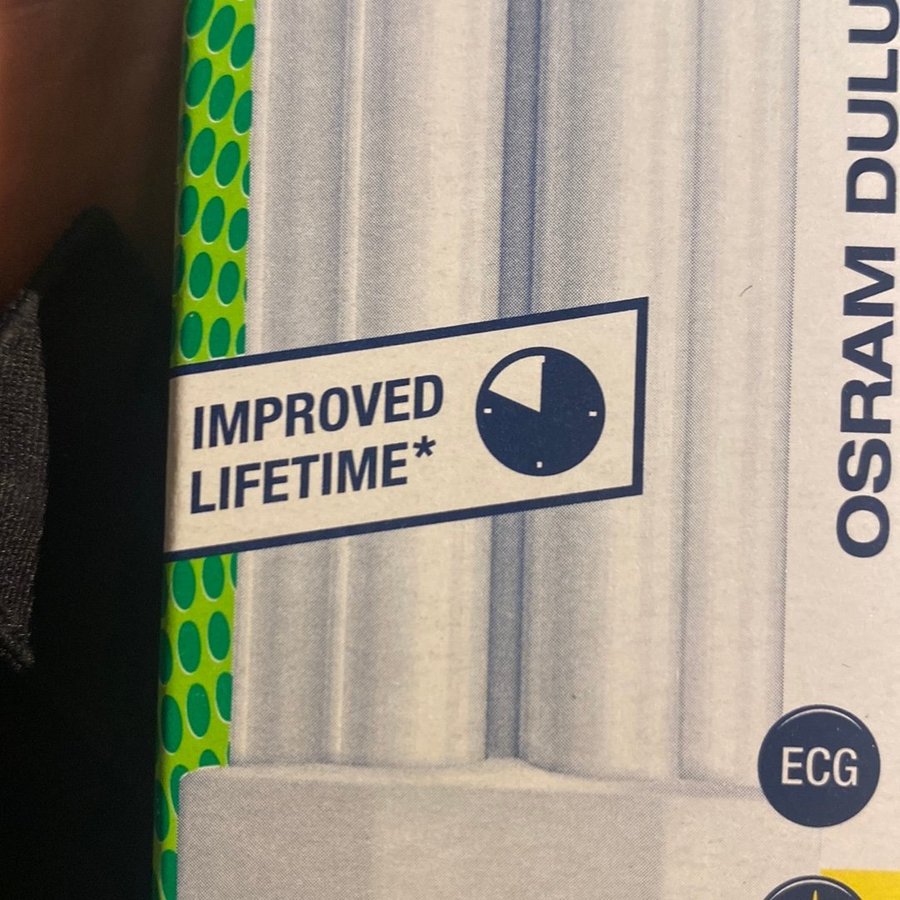 IMPROVED
LIFETIME*
OSRAM DULU
ECG